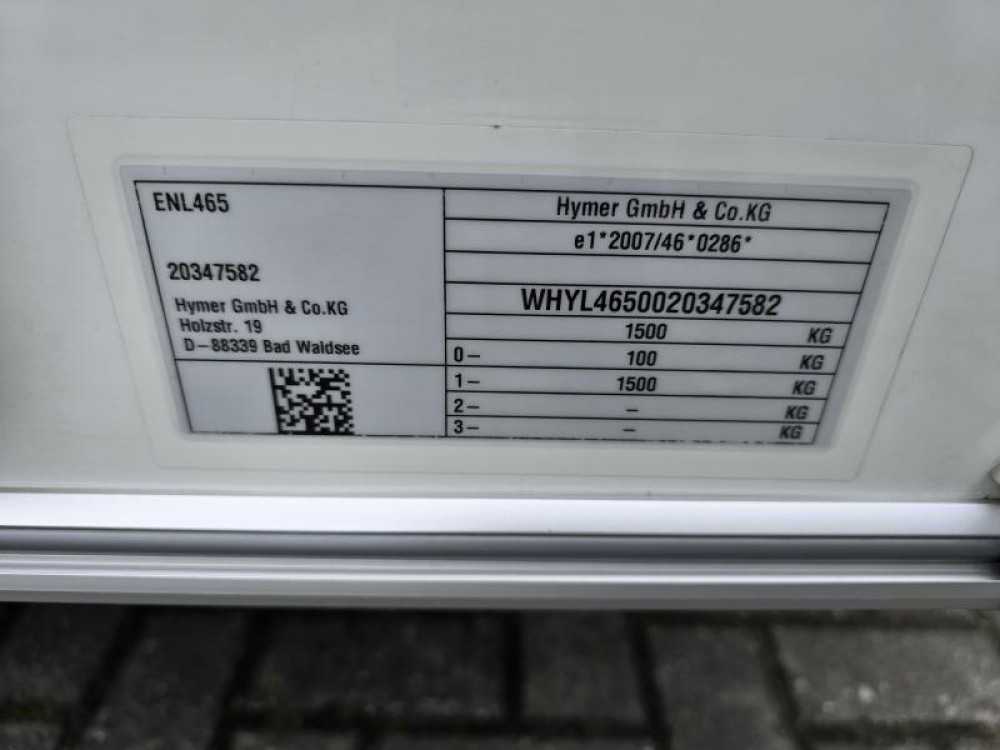 ENL465
20347582
Hymer GmbH & Co.KG
Holzstr. 19
D-88339 Bad Waldsee
Hymer GmbH & Co.KG
e1*2007/46*0286*
WHYL4650020347582
1500 KG
0- 100 KG
1- 1500 KG
2- - KG
3- - KG